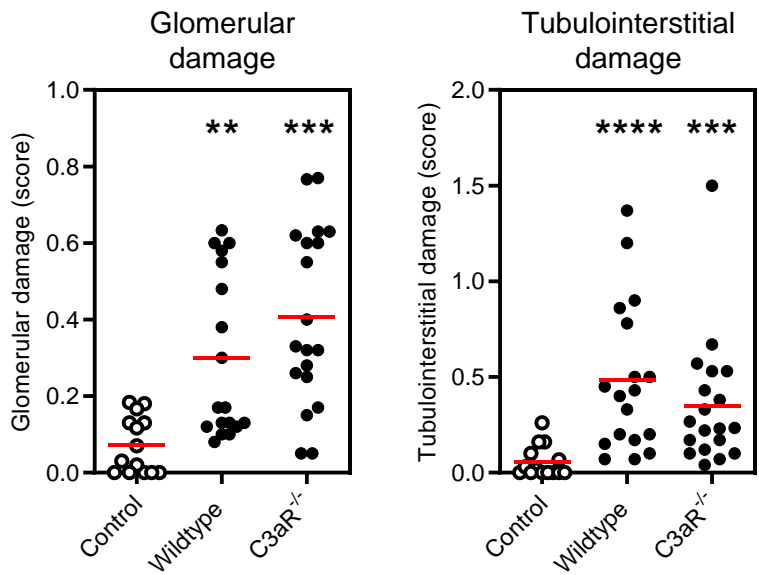 Glomerular
damage
Glomerular damage (score)
1.0
0.8
0.6
0.4
0.2
0.0
** ***
Control
Wildtype
C3aR-/-
Tubulointerstitial
damage
Tubulointerstitial damage (score)
2.0
1.5
1.0
0.5
0.0
**** ***
Control
Wildtype
C3aR-/-